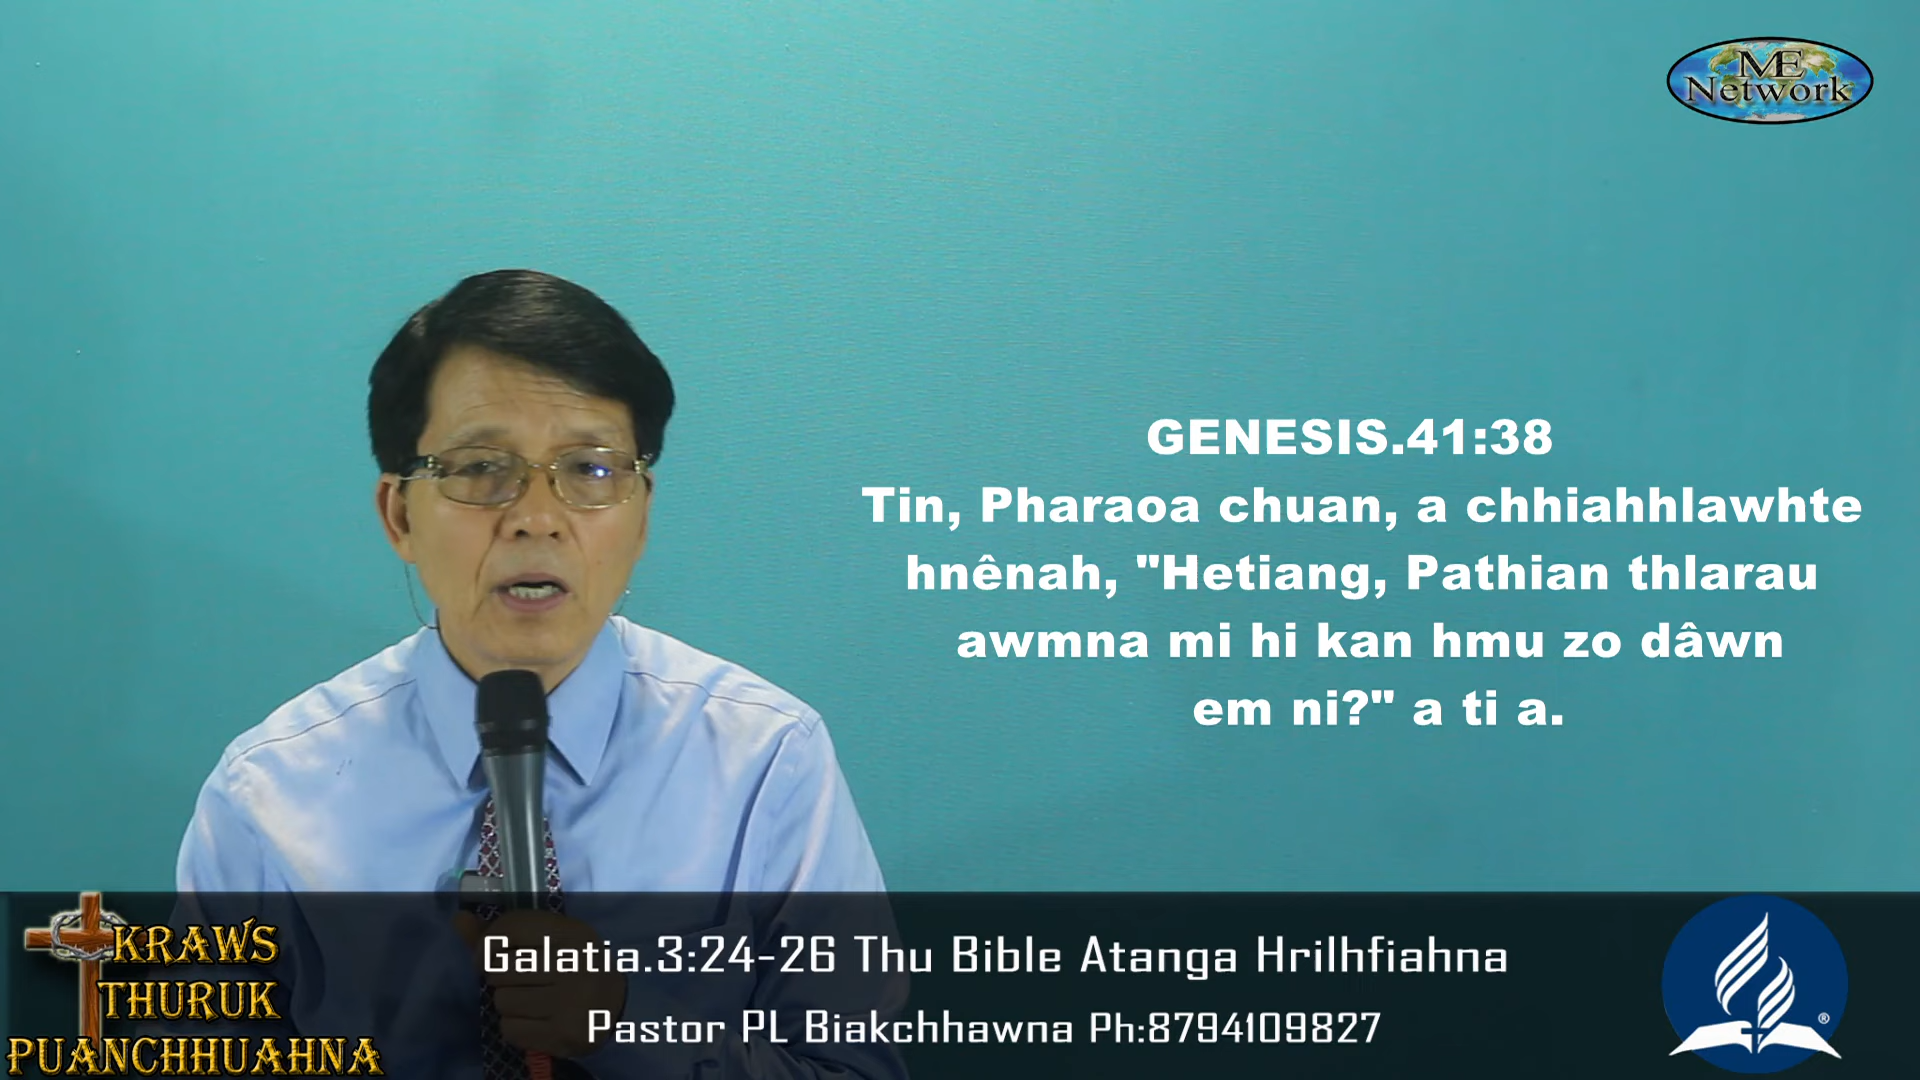 ME
Network
GENESIS.41:38
Tin, Pharaoa chuan, a chhiahhlawhte
hnênah, "Hetiang, Pathian thlarau
awmna mi hi kan hmu zo dâwn
em ni?" a ti a.
KRAWS
THURUK
PUANCHHUAHNA
Galatia.3:24-26 Thu Bible Atanga Hrilhfiahna
Pastor PL Biakchhawna Ph:8794109827
®